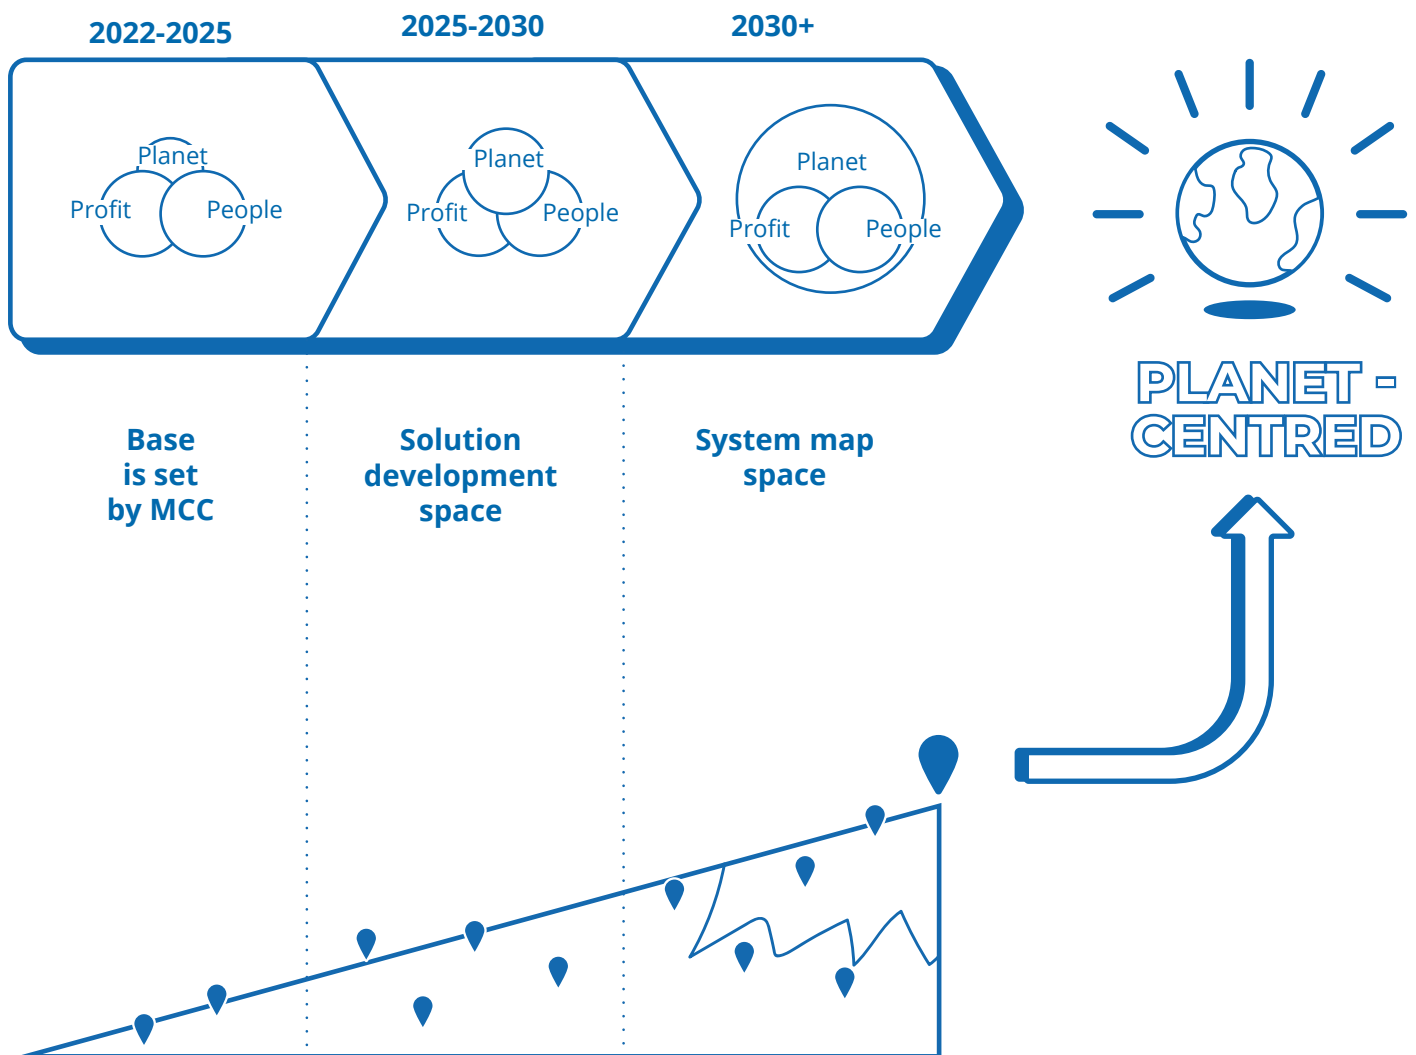 2022-2025
2025-2030
2030+
Planet
Profit
People
Planet
Profit
People
Planet
Profit
People
Base
is set
by MCC
Solution
development
space
System map
space
PLANET -
CENTRED